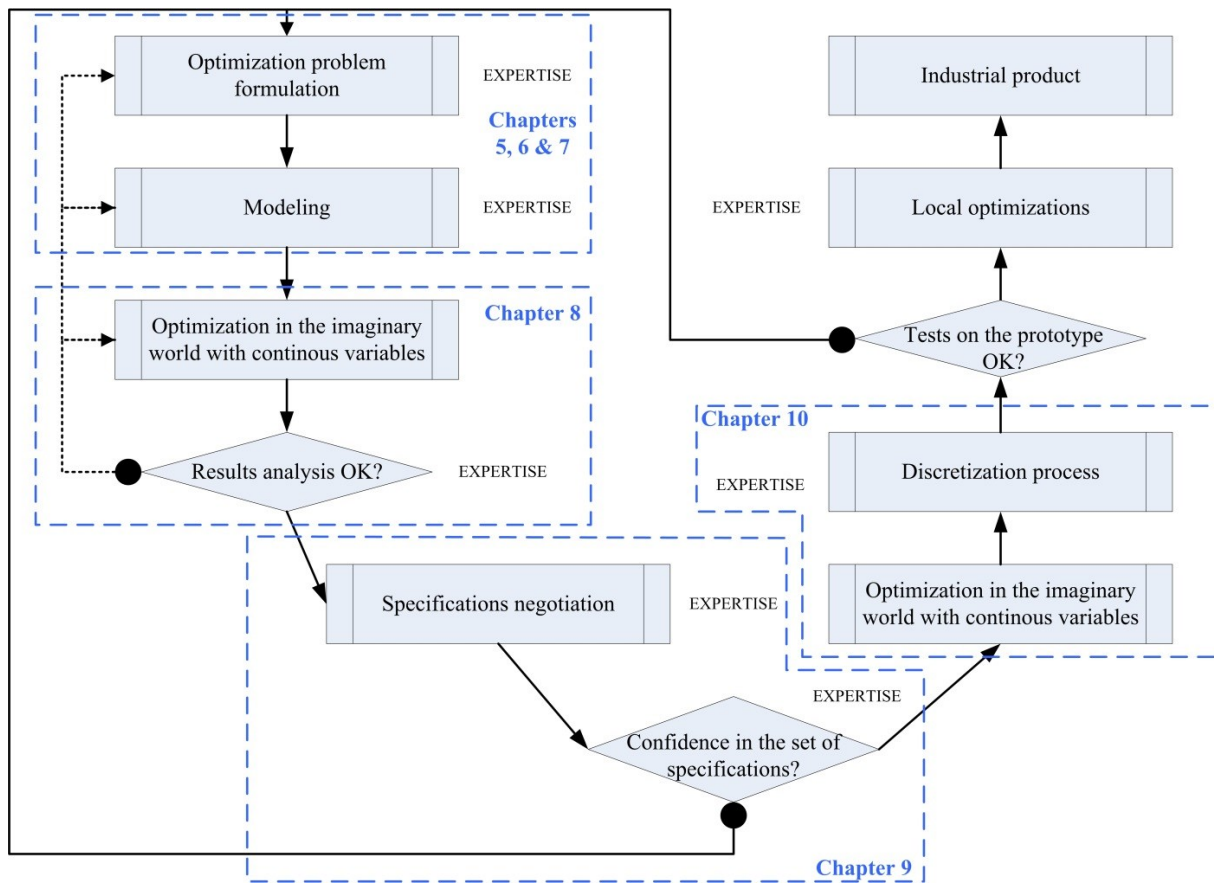 Optimization problem
formulation
EXPERTISE
Chapters
5, 6 & 7
Modeling
EXPERTISE
Chapter 8
Optimization in the imaginary
world with continous variables
Results analysis OK?
EXPERTISE
Specifications negotiation
EXPERTISE
EXPERTISE
Confidence in the set of
specifications?
Chapter 9
Industrial product
EXPERTISE
Local optimizations
Tests on the prototype
OK?
Chapter 10
EXPERTISE
Discretization process
Optimization in the imaginary
world with continous variables